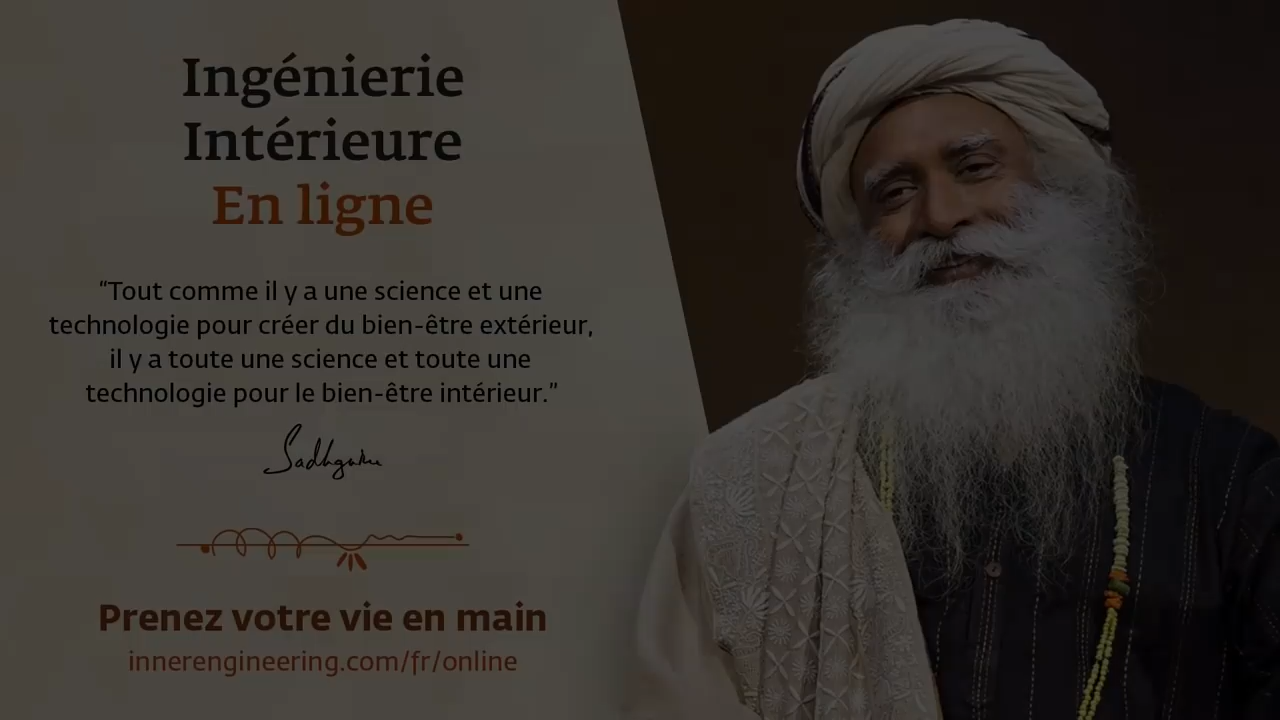 Ingénierie
Intérieure
En ligne
“Tout comme il y a une science et une
technologie pour créer du bien-être extérieur,
il y a toute une science et toute une
technologie pour le bien-être intérieur.”
Sadhguru
Prenez votre vie en main
innerengineering.com/fr/online